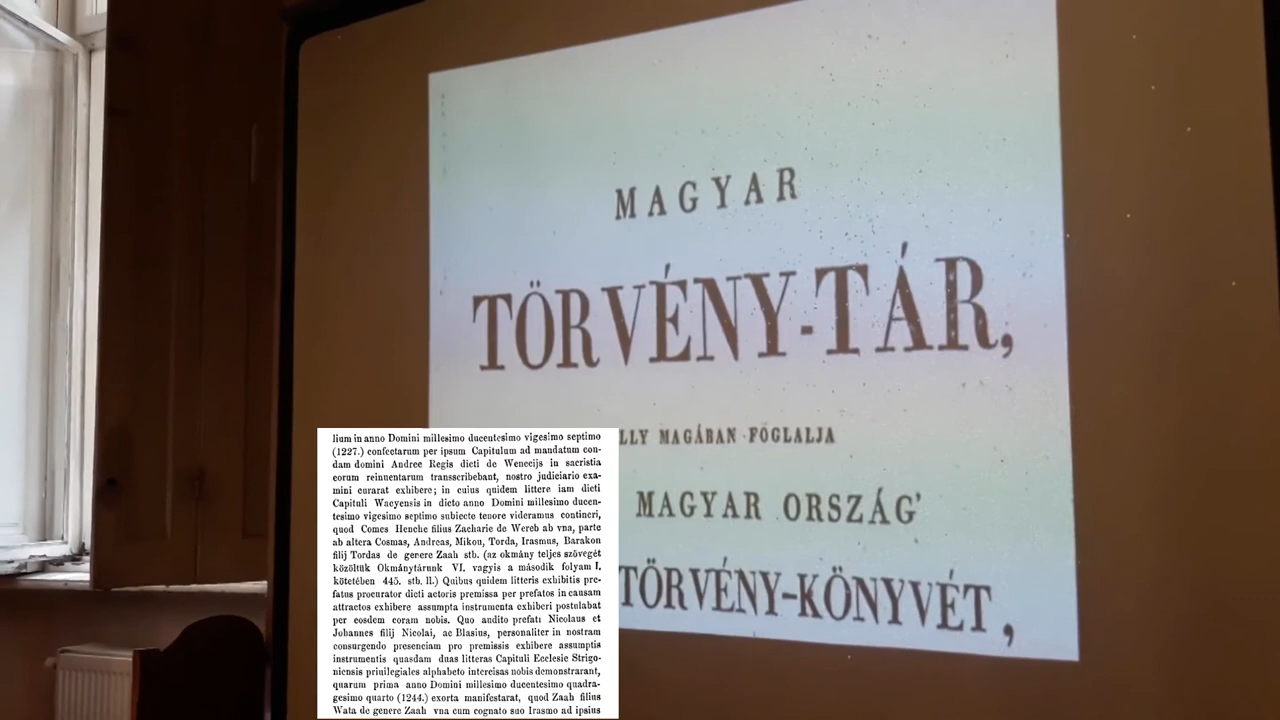 MAGYAR
TÖRVÉNY-TÁR,
LLY MAGÁBAN FÖGLALJA
MAGYAR ORSZÁG'
TÖRVÉNY-KÖNYVÉT,
lium in anno Domini millesimo ducentesimo vigesimo septimo
(1227.) confectarum per ipsum Capitulum ad mandatum con-
dam domini Andree Regis dicti de Wenecijs in sacristia
eorum reinuentarum transscribebant, nostro judiciario exa-
mini curarat exhibere; in cuius quidem littere iam dicti
Capituli Wacyensis in dicto anno Domini millesimo ducen-
tesimo vigesimo septimo subiecte tenore videramus contineri,
quod Comes Henche filius Zacharie de Wereb ab vna, parte
ab altera Cosmas, Andreas, Mikou, Torda, Irasmus, Barakon
filij Tordas de genere Zaah stb. (az okmány teljes szövegét
közöltük Okmánytárunk VI. vagyis a második folyam I.
kötetében 445. stb. ll.) Quibus quidem litteris exhibitis pre-
fatus procurator dicti actoris premissa per prefatos in causam
attractos exhibere assumpta instrumenta exhiberi postulabat
per eosdem coram nobis. Quo audito prefati Nicolaus et
Johannes filij Nicolai, ac Blasius, personaliter in nostram
consurgendo presenciam pro premissis exhibere assumptis
instrumentis quasdam duas litteras Capituli Ecclesie Strigo-
niensis priuilegiales alphabeto intercisas nobis demonstrarant,
quarum prima anno Domini millesimo ducentesimo quadra-
gesimo quarto (1244.) exorta manifestarat, quod Zaah filius
Wata de genere Zaah vna cum cognato suo Irasmo ad ipsius